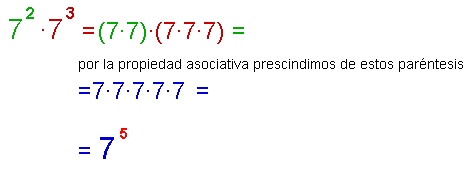 7² · 7³ = (7·7)·(7·7·7) =
por la propiedad asociativa prescindimos de estos paréntesis
=7·7·7·7·7 =
= 7⁵